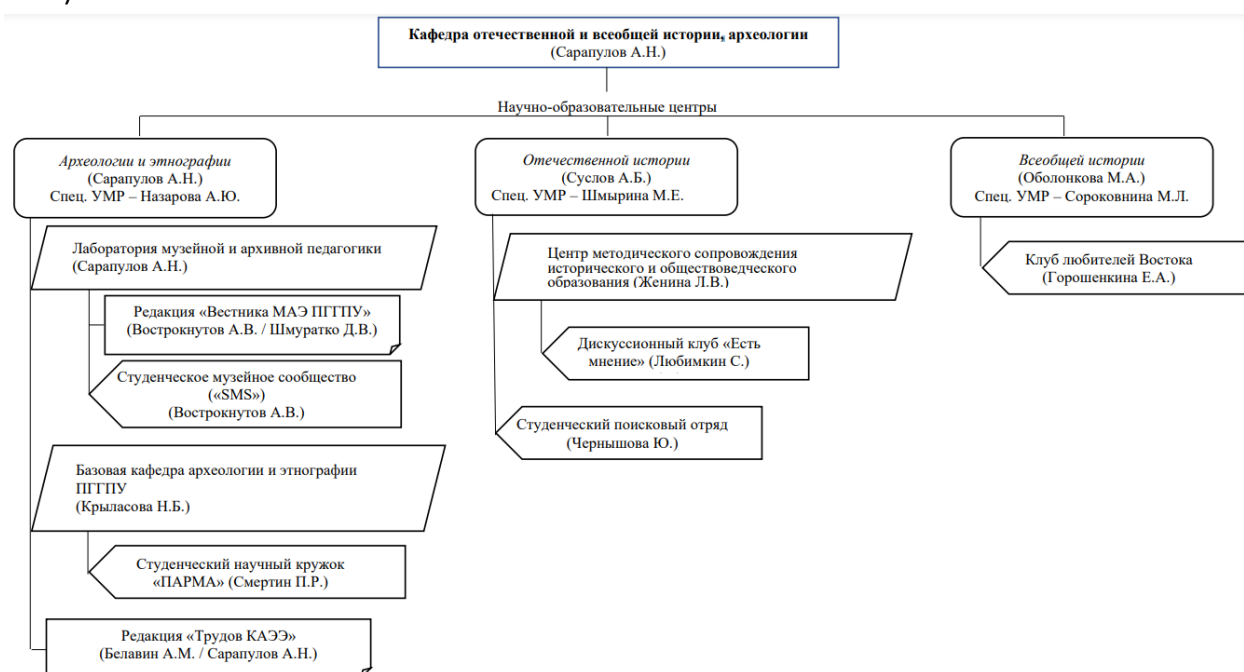 Кафедра отечественной и всеобщей истории, археологии
(Сарапулов А.Н.)
Научно-образовательные центры
Археологии и этнографии
(Сарапулов А.Н.)
Спец. УМР – Назарова А.Ю.
Лаборатория музейной и архивной педагогики
(Сарапулов А.Н.)
Редакция «Вестника МАЭ ПГГПУ»
(Вострокнутов А.В. / Шмуратко Д.В.)
Студенческое музейное сообщество
(«SMS»)
(Вострокнутов А.В.)
Базовая кафедра археологии и этнографии
ПГГПУ
(Крыласова Н.Б.)
Студенческий научный кружок
«ПАРМА» (Смертин П.Р.)
Редакция «Трудов КАЭЭ»
(Белавин А.М. / Сарапулов А.Н.)
Отечественной истории
(Суслов А.Б.)
Спец. УМР – Шмырина М.Е.
Центр методического сопровождения
исторического и обществоведческого
образования (Женина Л.В.)
Дискуссионный клуб «Есть
мнение» (Любимкин С.)
Студенческий поисковый отряд
(Чернышова Ю.)
Всеобщей истории
(Оболонкова М.А.)
Спец. УМР – Сороковнина М.Л.
Клуб любителей Востока
(Горошенкина Е.А.)